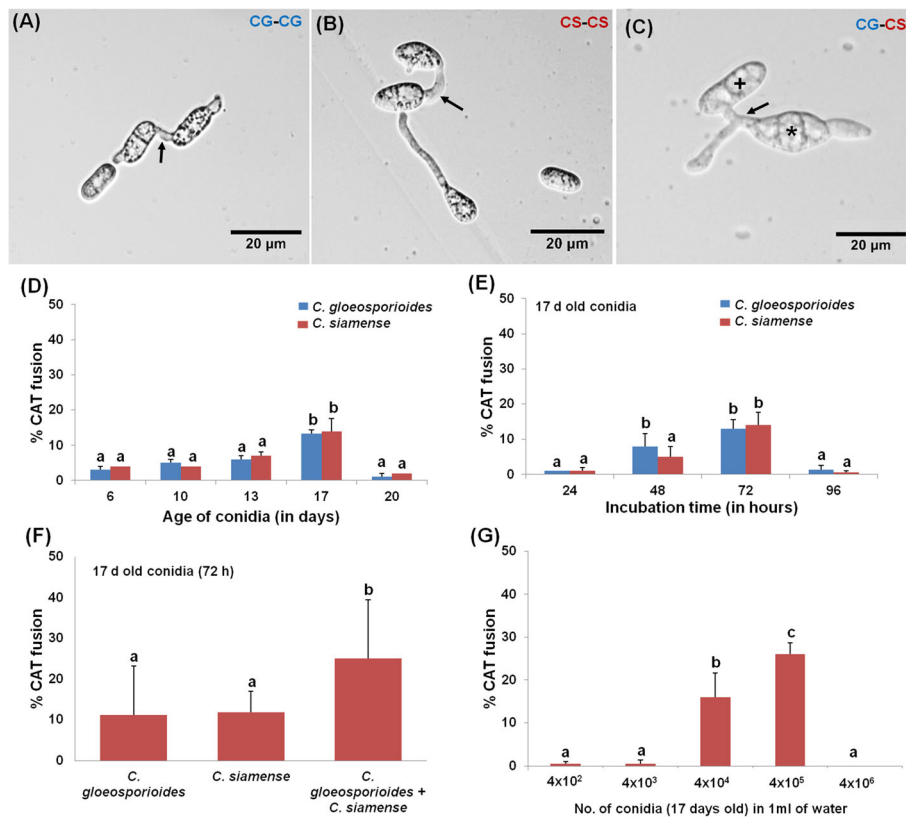 (A) CG-CG
20 µm
(B) CS-CS
20 µm
(C) CG-CS
+
*
20 µm
(D)
50
40
30
20
10
0
% CAT fusion
C. gloeosporioides
C. siamense
a a
a a
a a
b b
a a
6 10 13 17 20
Age of conidia (in days)
(E)
50
40
30
20
10
0
% CAT fusion
17 d old conidia
C. gloeosporioides
C. siamense
a a
b a
b b
a a
24 48 72 96
Incubation time (in hours)
(F)
50
40
30
20
10
0
% CAT fusion
17 d old conidia (72 h)
a
a
b
C.
gloeosporioides
C. siamense
C.
gloeosporioides +
C. siamense
(G)
50
40
30
20
10
0
% CAT fusion
a
a
b
c
a
4x10² 4x10³ 4x10⁴ 4x10⁵ 4x10⁶
No. of conidia (17 days old) in 1ml of water